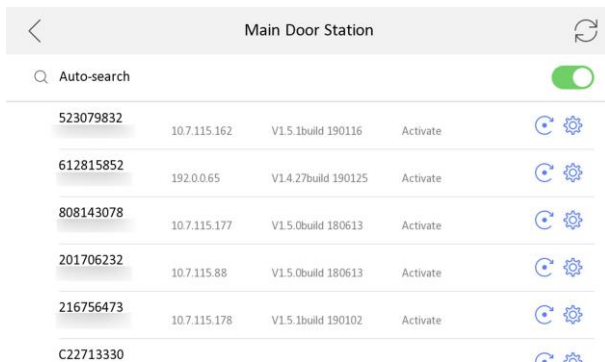 Main Door Station
Auto-search
523079832
10.7.115.162 V1.5.1build 190116 Activate
612815852
192.0.0.65 V1.4.27build 190125 Activate
808143078
10.7.115.177 V1.5.0build 180613 Activate
201706232
10.7.115.88 V1.5.0build 180613 Activate
216756473
10.7.115.178 V1.5.1build 190102 Activate
C22713330